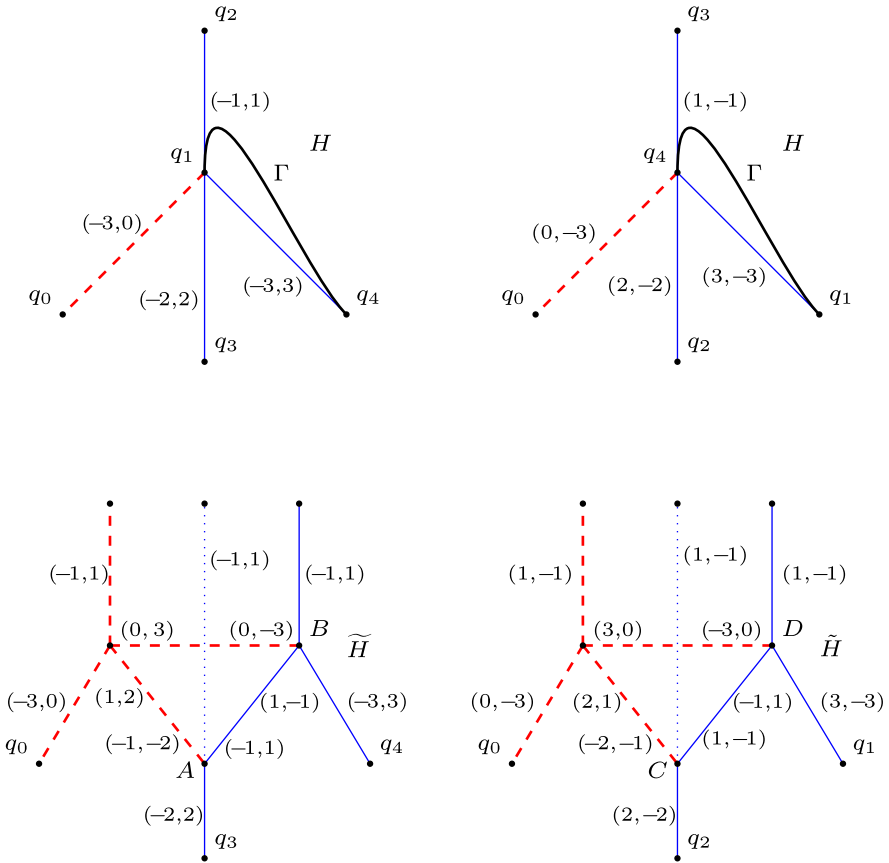 q₂ q₃
(−1,1) (1,−1)
H H
q₁ Γ q₄ Γ
(−3,0) (0,−3)
(−2,2) (−3,3) (2,−2) (3,−3)
q₀ q₄ q₀ q₁
q₃ q₂
(−1,1) (1,−1)
(−1,1) (−1,1) (1,−1) (1,−1)
(0, 3) (0,−3) B (3,0) (−3,0) D
H̃ H̃
(−3,0) (1,2) (1,−1) (−3,3) (0,−3) (2,1) (−1,1) (3,−3)
q₀ (−1,−2) (−1,1) q₄ q₀ (−2,−1) (1,−1) q₁
A C
(−2,2) (2,−2)
q₃ q₂